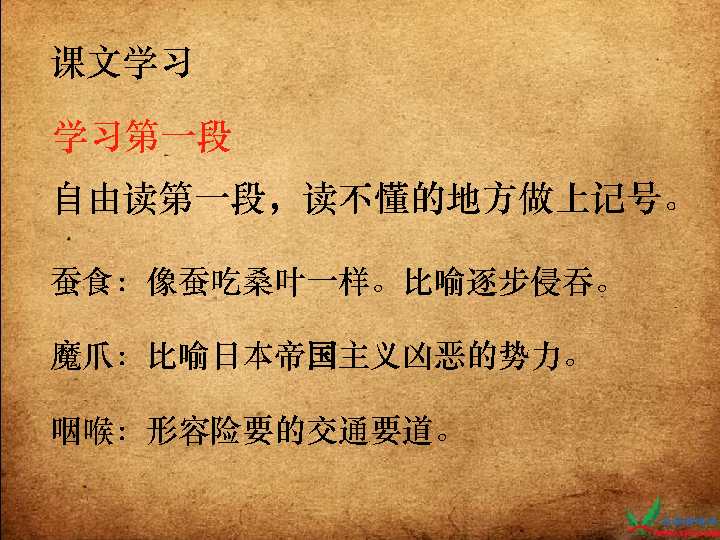 课文学习
学习第一段
自由读第一段，读不懂的地方做上记号。
蚕食：像蚕吃桑叶一样。比喻逐步侵吞。
魔爪：比喻日本帝国主义凶恶的势力。
咽喉：形容险要的交通要道。